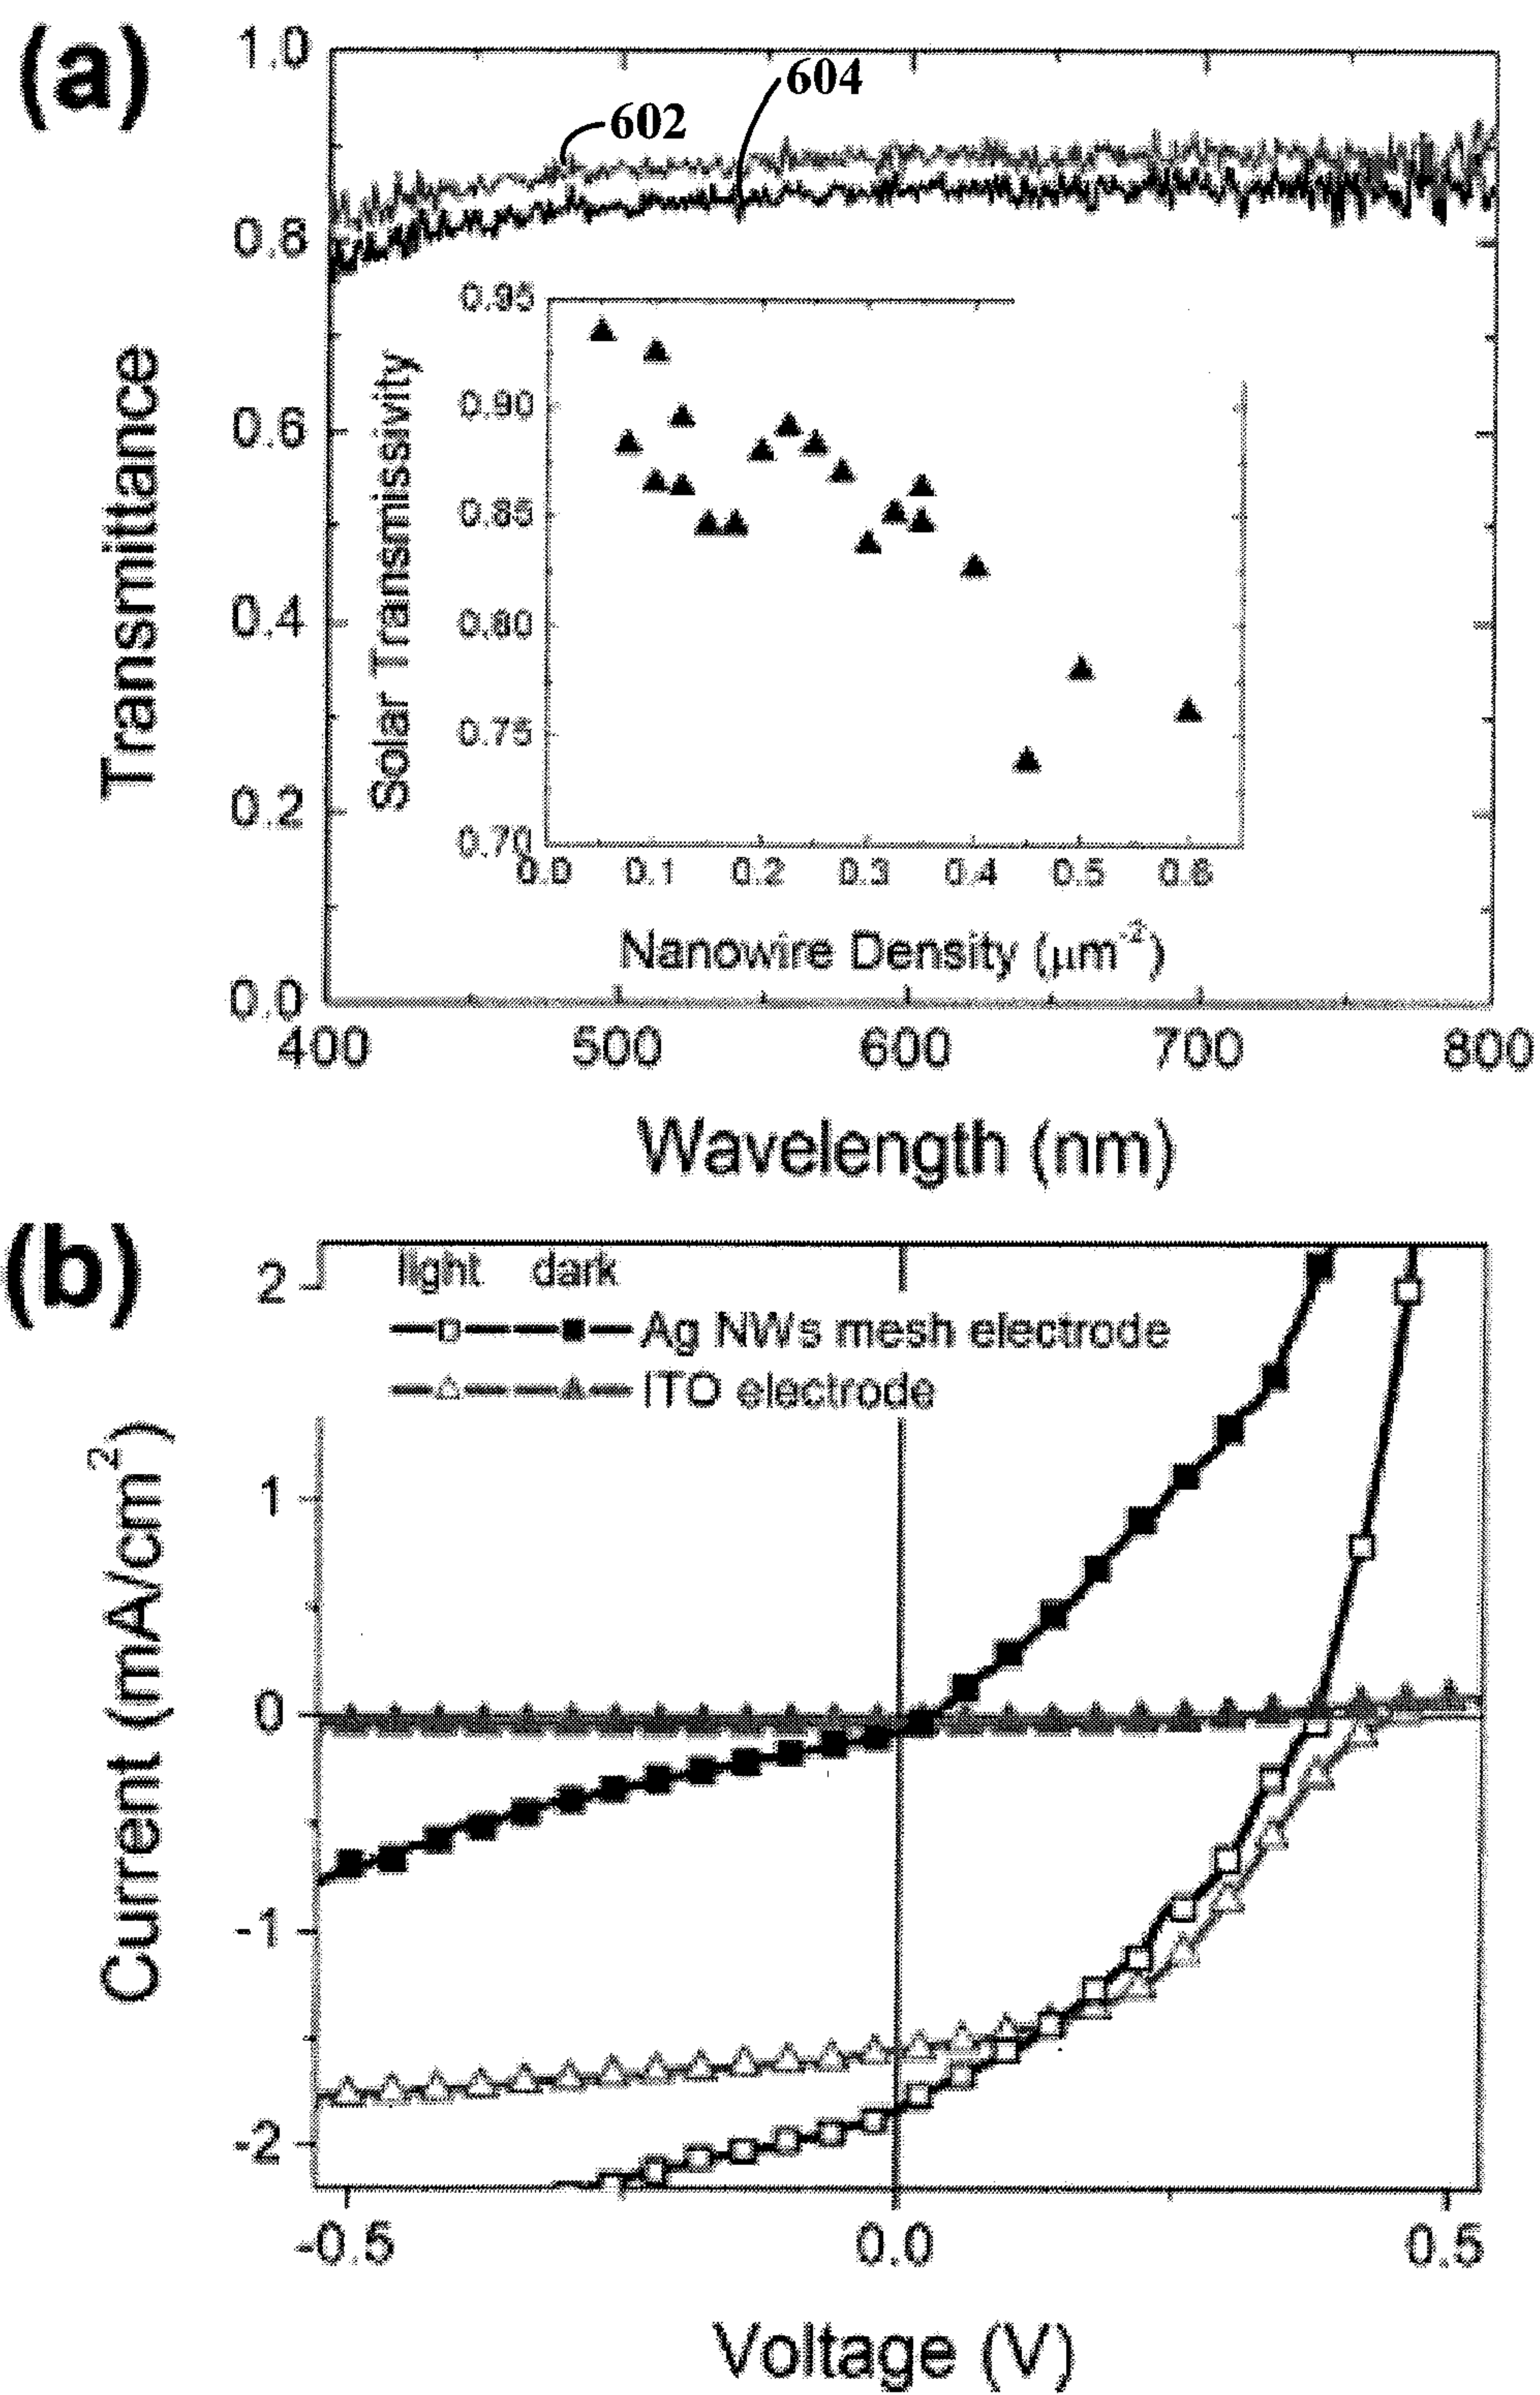 (a)
1.0
0.8
0.6
0.4
0.2
0.0
Transmittance
602
604
0.95
0.90
0.85
0.80
0.75
0.70
Solar Transmissivity
0.0 0.1 0.2 0.3 0.4 0.5 0.6
Nanowire Density (μm⁻²)
400 500 600 700 800
Wavelength (nm)
(b)
light dark
Ag NWs mesh electrode
ITO electrode
2
1
0
-1
-2
Current (mA/cm²)
-0.5 0.0 0.5
Voltage (V)